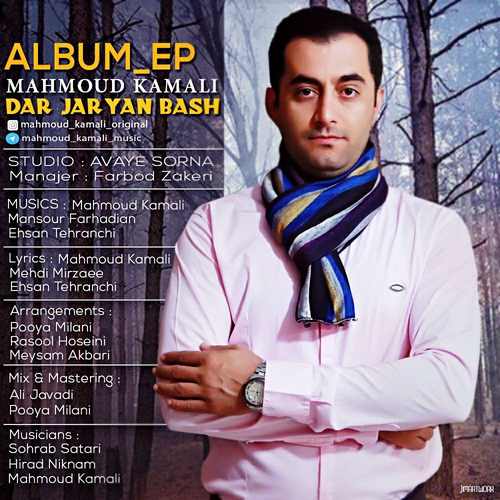 ALBUM_EP
MAHMOUD KAMALI
DAR JARYAN BASH
mahmoud_kamali_original
mahmoud_kamali_music
STUDIO : AVAYE SORNA
Manajer : Farbod Zakeri
MUSICS : Mahmoud Kamali
Mansour Farhadian
Ehsan Tehranchi
Lyrics : Mahmoud Kamali
Mehdi Mirzaee
Ehsan Tehranchi
Arrangements :
Pooya Milani
Rasool Hoseini
Meysam Akbari
Mix & Mastering :
Ali Javadi
Pooya Milani
Musicians :
Sohrab Satari
Hirad Niknam
Mahmoud Kamali